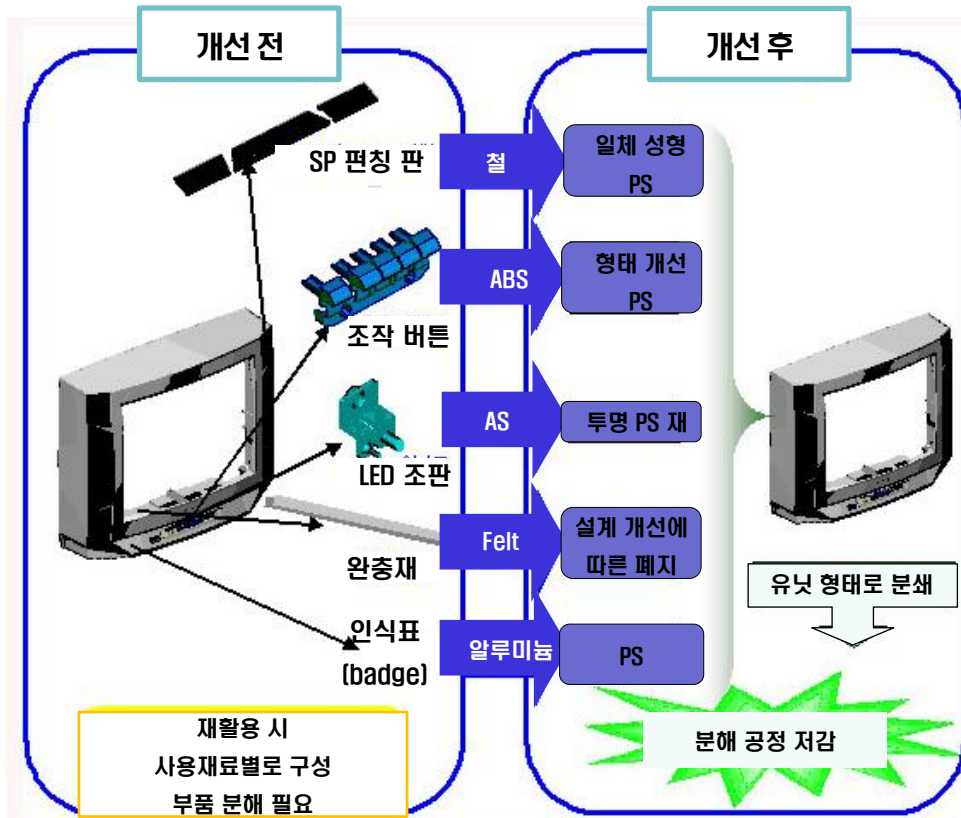 개선 전
개선 후
SP 펀칭 판
철
일체 성형
PS
ABS
형태 개선
PS
조작 버튼
AS
투명 PS 재
LED 조판
Felt
설계 개선에
따른 폐지
완충재
유닛 형태로 분쇄
인식표
(badge)
알루미늄
PS
재활용 시
사용재료별로 구성
부품 분해 필요
분해 공정 저감